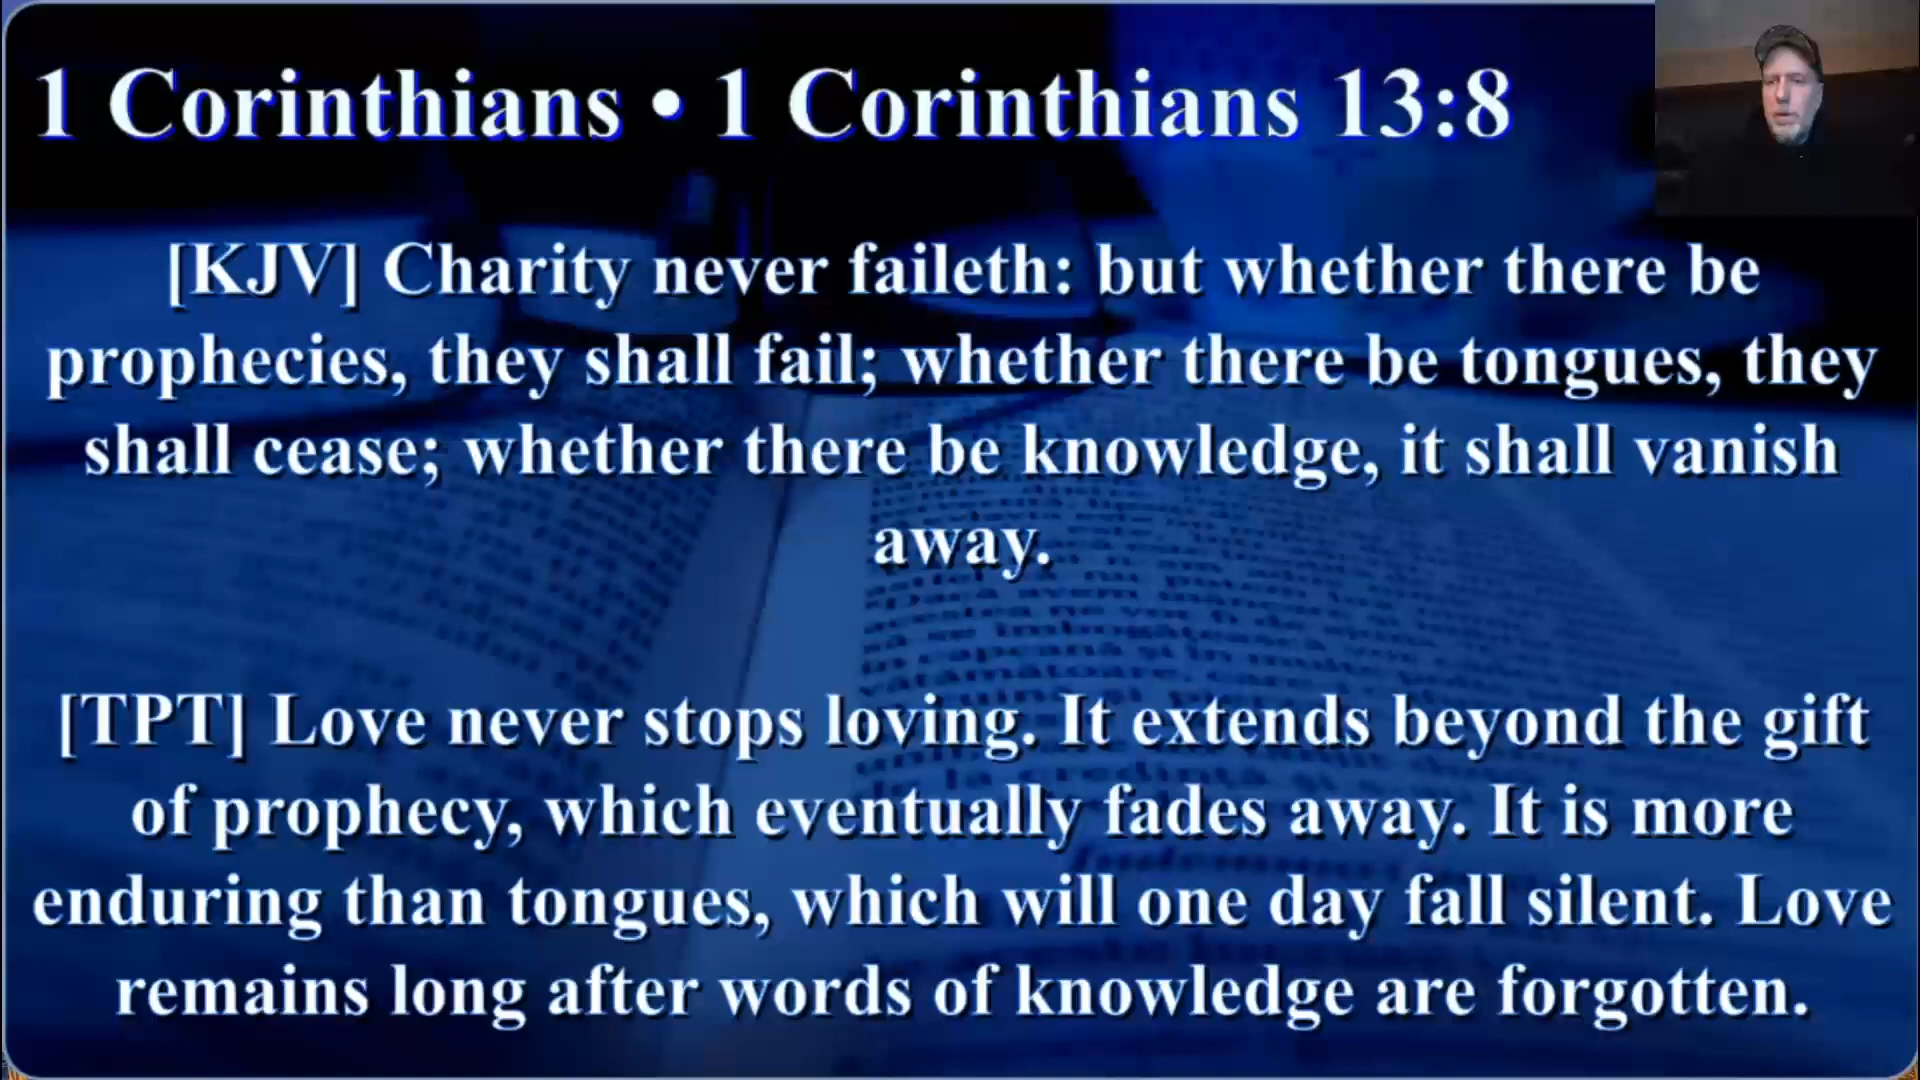 1 Corinthians • 1 Corinthians 13:8
[KJV] Charity never faileth: but whether there be
prophecies, they shall fail; whether there be tongues, they
shall cease; whether there be knowledge, it shall vanish
away.
[TPT] Love never stops loving. It extends beyond the gift
of prophecy, which eventually fades away. It is more
enduring than tongues, which will one day fall silent. Love
remains long after words of knowledge are forgotten.